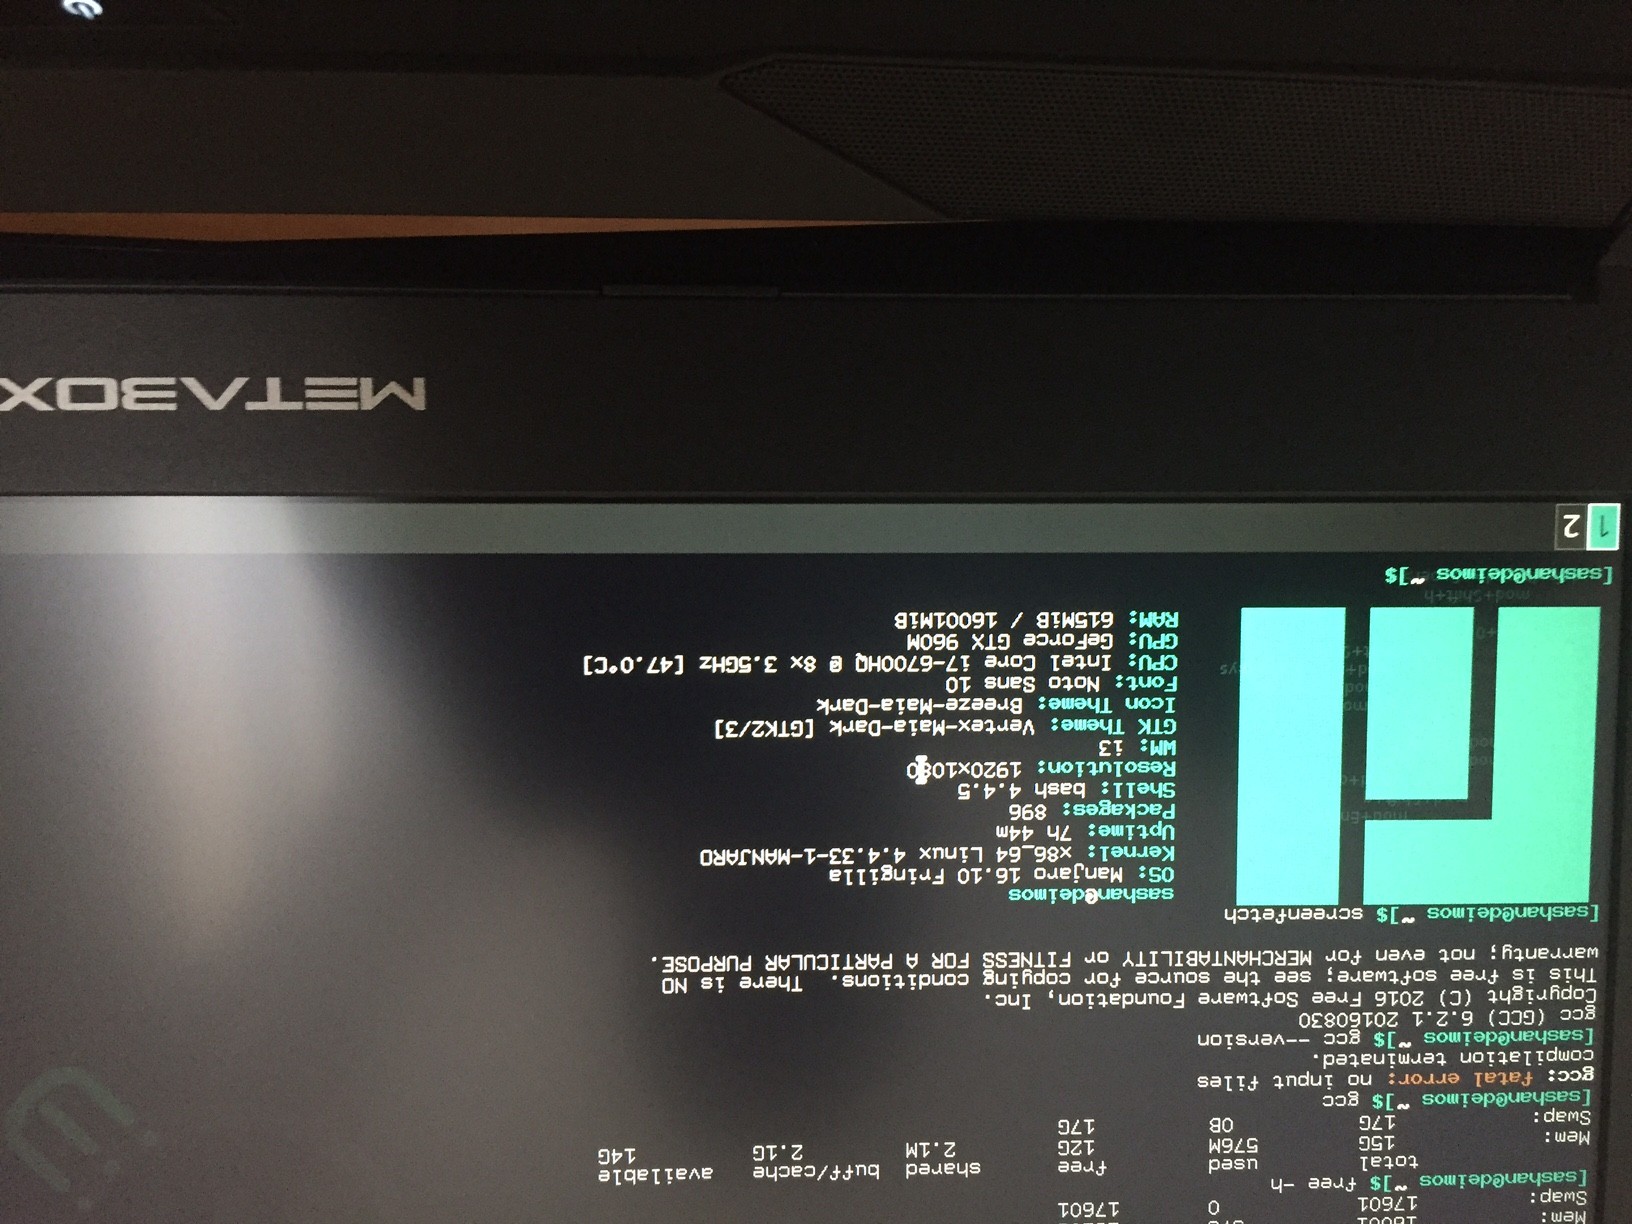 Mem:
Swap: 17601 0 17601
[sashan@deimos ~]$ free -h
total used free shared buff/cache available
Mem: 15G 576M 12G 2.1M 2.1G 14G
Swap: 17G 0B 17G
[sashan@deimos ~]$ gcc
gcc: fatal error: no input files
compilation terminated.
[sashan@deimos ~]$ gcc --version
gcc (GCC) 6.2.1 20160830
Copyright (C) 2016 Free Software Foundation, Inc.
This is free software; see the source for copying conditions. There is NO
warranty; not even for MERCHANTABILITY or FITNESS FOR A PARTICULAR PURPOSE.
[sashan@deimos ~]$ screenfetch
sashan@deimos
OS: Manjaro 16.10 Fringilla
Kernel: x86_64 Linux 4.4.33-1-MANJARO
Uptime: 7h 44m
Packages: 896
Shell: bash 4.4.5
Resolution: 1920x1080
WM: i3
GTK Theme: Vertex-Maia-Dark [GTK2/3]
Icon Theme: Breeze-Maia-Dark
Font: Noto Sans 10
CPU: Intel Core i7-6700HQ @ 8x 3.5GHz [47.0°C]
GPU: GeForce GTX 960M
RAM: 615MiB / 16001MiB
mod+Shift+h
[sashan@deimos ~]$
1 2
METABOX